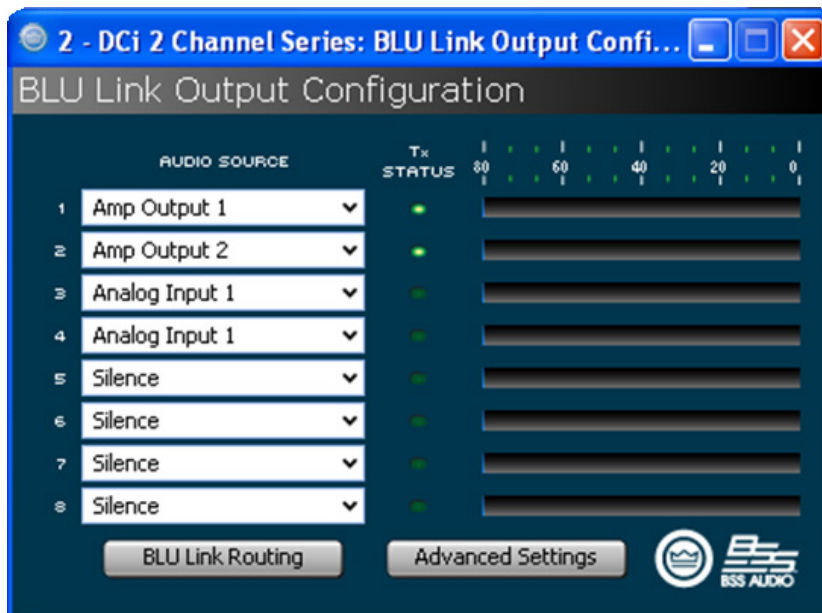 2 - DCi 2 Channel Series: BLU Link Output Confi...
BLU Link Output Configuration
AUDIO SOURCE
Tx
STATUS
80 60 40 20 0
1 Amp Output 1
2 Amp Output 2
3 Analog Input 1
4 Analog Input 1
5 Silence
6 Silence
7 Silence
8 Silence
BLU Link Routing
Advanced Settings
BSS
BSS AUDIO